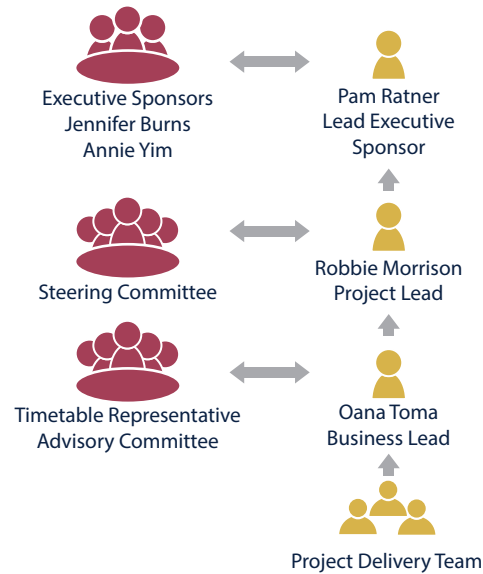 Executive Sponsors
Jennifer Burns
Annie Yim
Pam Ratner
Lead Executive
Sponsor
Steering Committee
Robbie Morrison
Project Lead
Timetable Representative
Advisory Committee
Oana Toma
Business Lead
Project Delivery Team